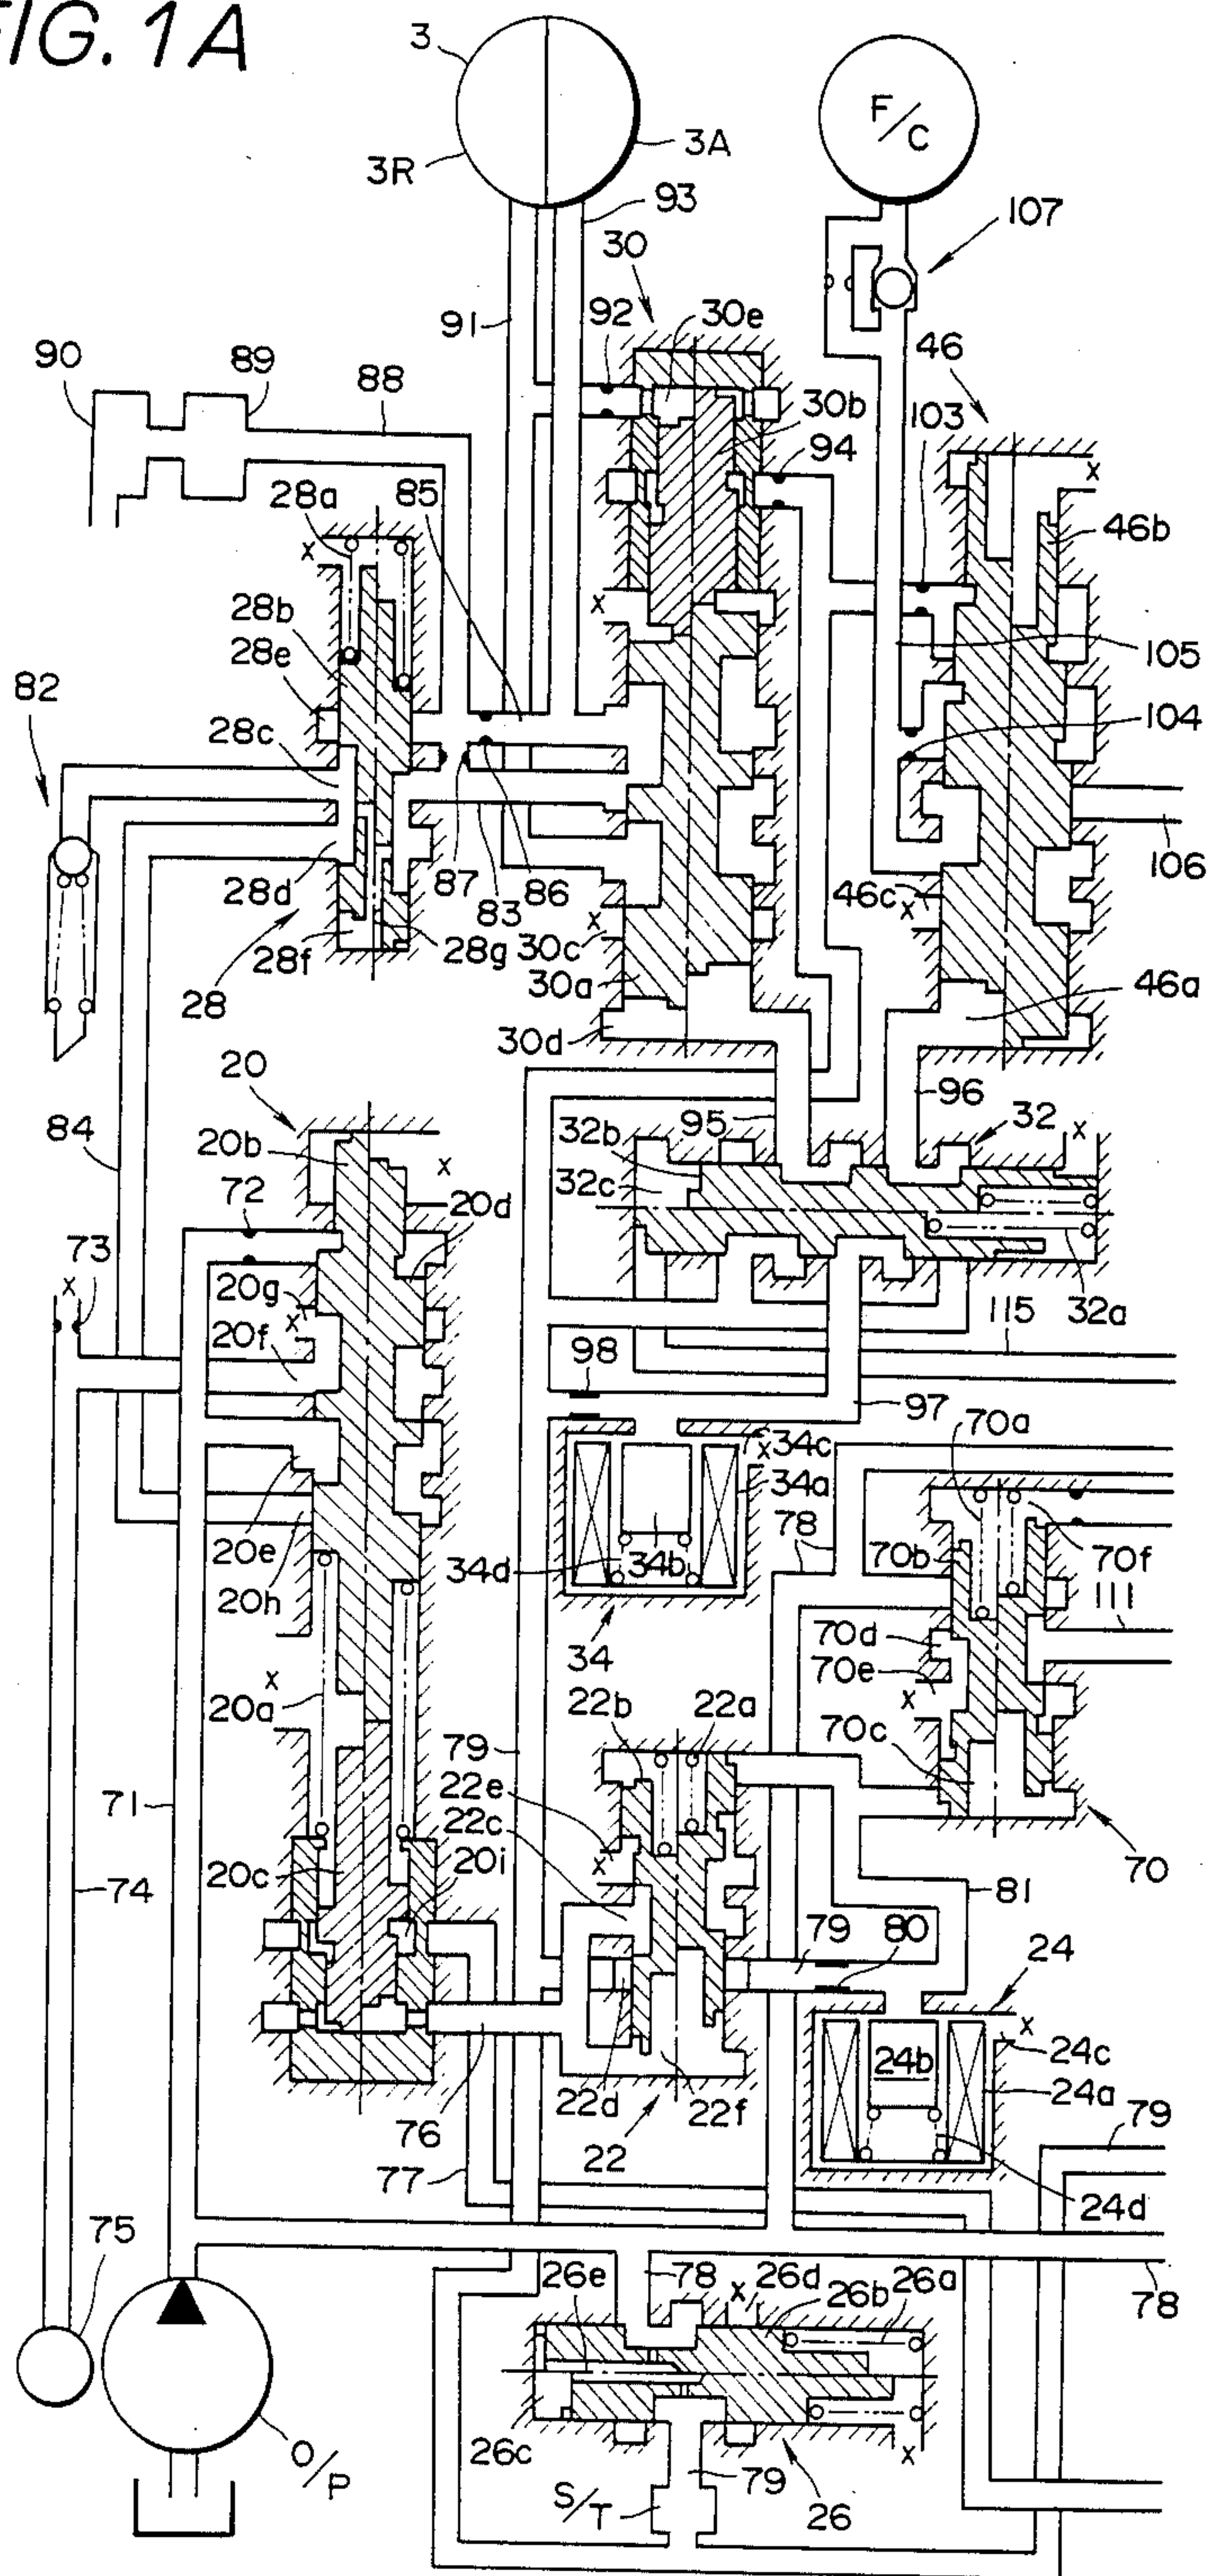 FIG. 1A
3
F/C
3R
3A
93
107
30
91
92
30e
46
90
89
88
30b
103
94
28a
85
46b
x
x
28b
x
28e
105
82
28c
104
106
28d
87
83
86
46c
x
x
28f
28g
30c
28
30a
46a
30d
20
96
84
95
32b
32
x
20b
x
32c
72
20d
73
x
20g
x
32a
20f
115
98
97
70a
34c
x
34a
20e
78
70b
70f
34d
34b
20h
111
70d
34
70e
x
x
20a
22b
22a
70c
79
22e
71
22c
20i
x
20c
70
74
81
79
80
24
x
24b
24c
22d
22f
24a
76
22
79
77
24d
75
26e
78
x
26d
26b
26a
78
O/P
26c
x
79
S/T
26